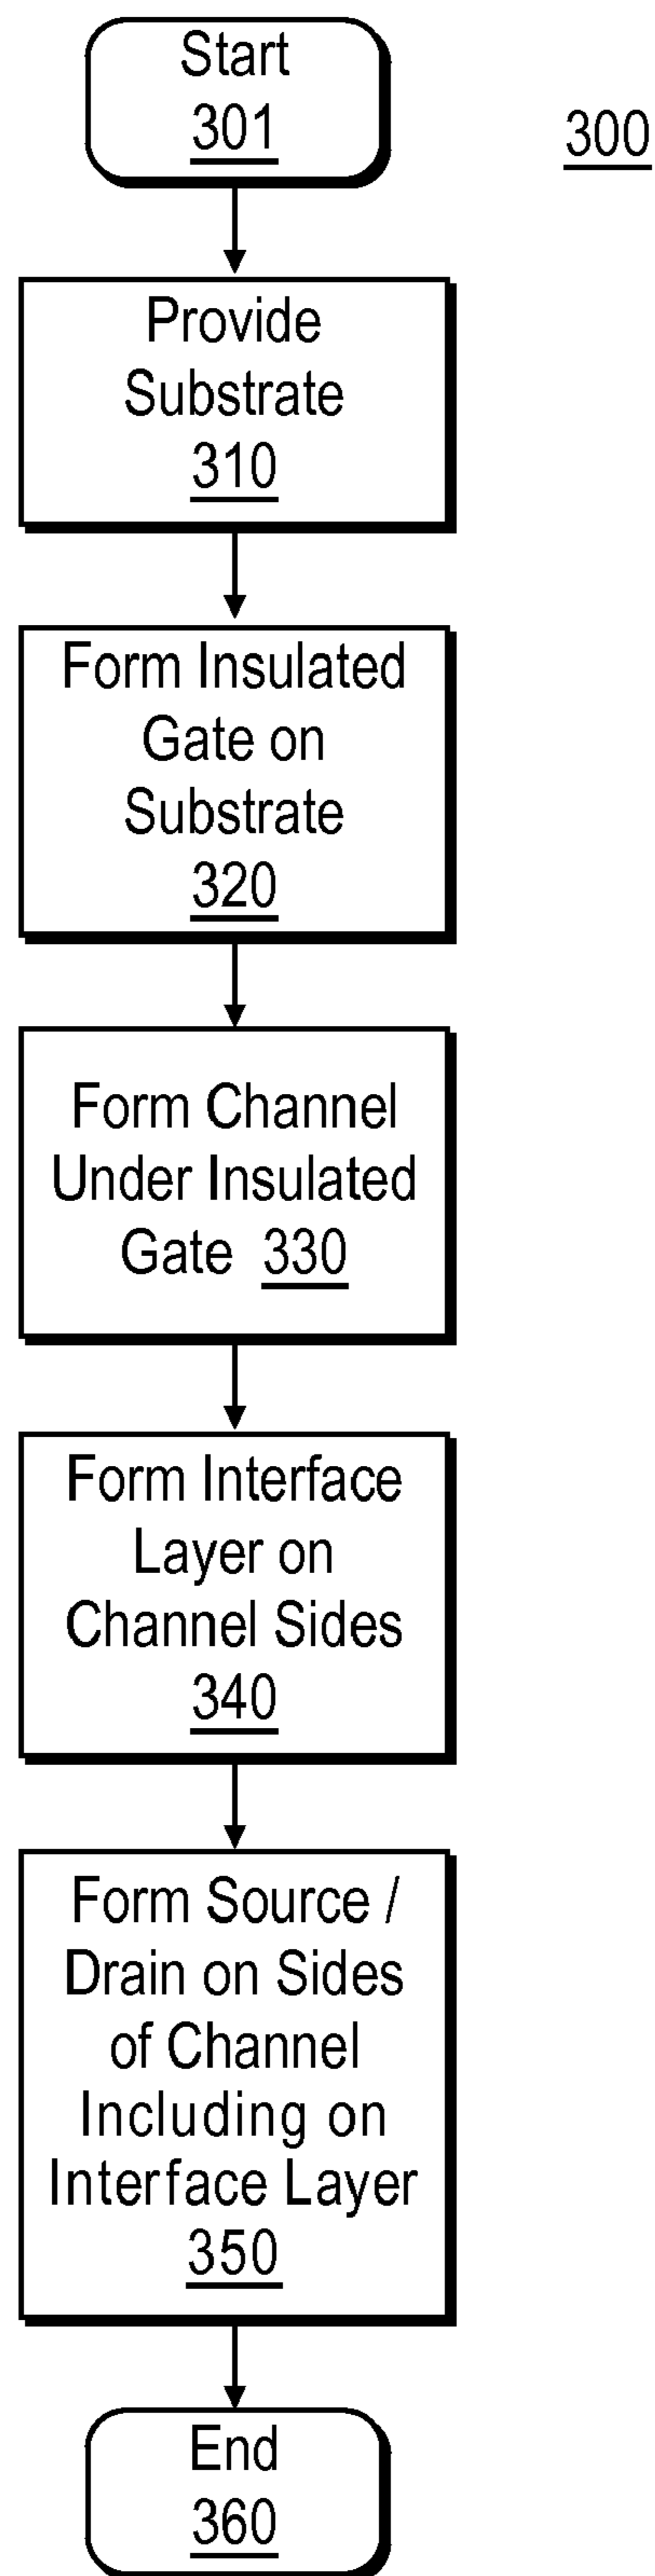 Start
301
300
Provide
Substrate
310
Form Insulated
Gate on
Substrate
320
Form Channel
Under Insulated
Gate 330
Form Interface
Layer on
Channel Sides
340
Form Source /
Drain on Sides
of Channel
Including on
Interface Layer
350
End
360